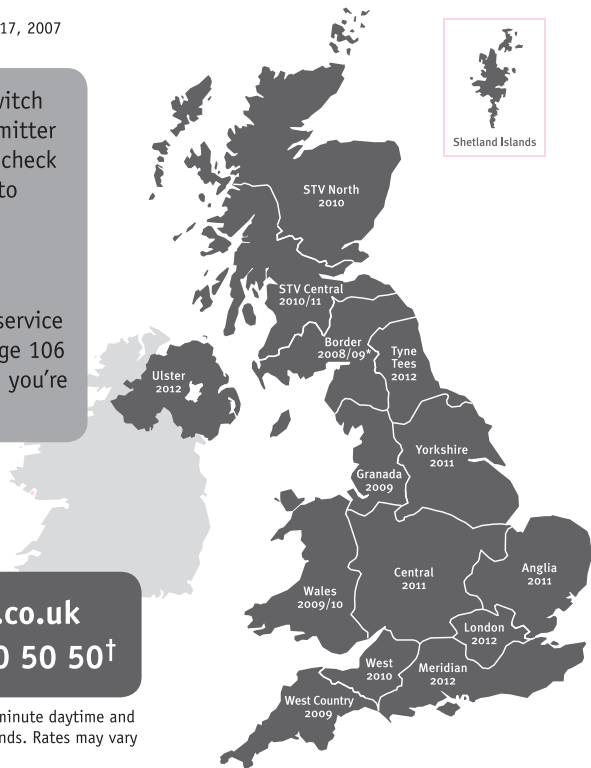 17, 2007
witch
mitter
check
to
service
ge 106
you're
.co.uk
0 50 50†
minute daytime and
nds. Rates may vary
Shetland Islands
STV North
2010
STV Central
2010/11
Border
2008/09*
Tyne
Tees
2012
Ulster
2012
Yorkshire
2011
Granada
2009
Wales
2009/10
Central
2011
Anglia
2011
London
2012
West
2010
Meridian
2012
West Country
2009